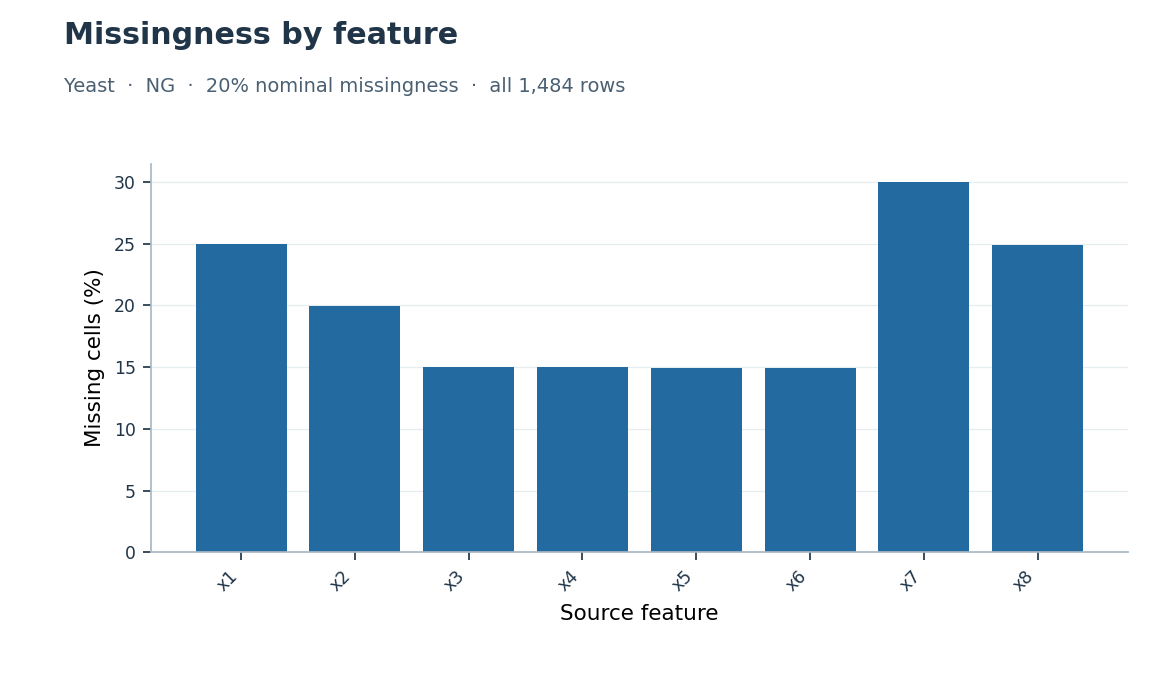 Missingness by feature
Yeast · NG · 20% nominal missingness · all 1,484 rows
30
25
20
15
10
5
0
Missing cells (%)
x1 x2 x3 x4 x5 x6 x7 x8
Source feature